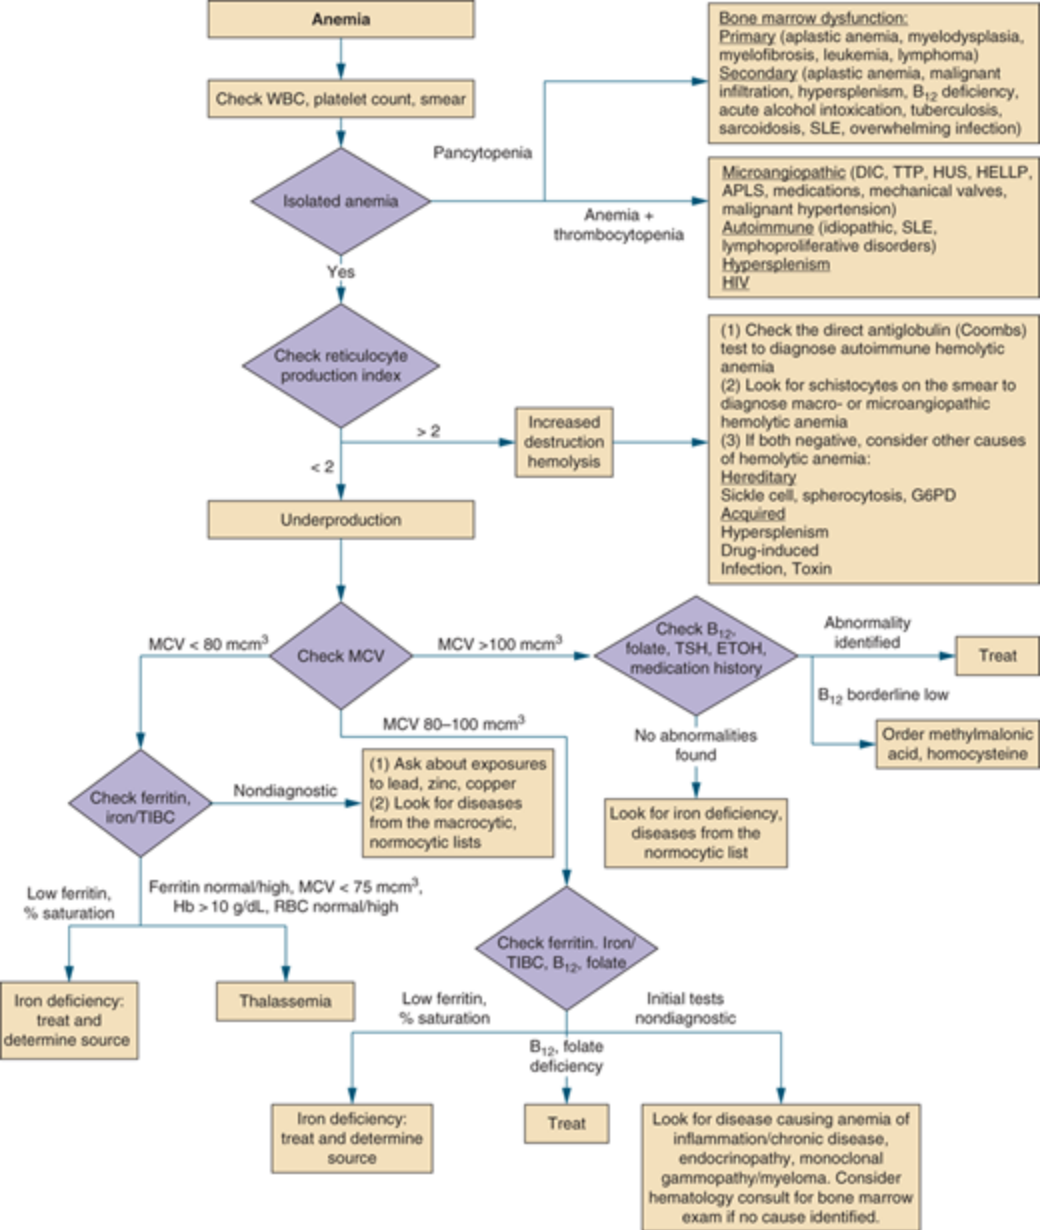 Anemia
Check WBC, platelet count, smear
Isolated anemia
Pancytopenia
Bone marrow dysfunction:
Primary (aplastic anemia, myelodysplasia,
myelofibrosis, leukemia, lymphoma)
Secondary (aplastic anemia, malignant
infiltration, hypersplenism, B12 deficiency,
acute alcohol intoxication, tuberculosis,
sarcoidosis, SLE, overwhelming infection)
Anemia +
thrombocytopenia
Microangiopathic (DIC, TTP, HUS, HELLP,
APLS, medications, mechanical valves,
malignant hypertension)
Autoimmune (idiopathic, SLE,
lymphoproliferative disorders)
Hypersplenism
HIV
Yes
Check reticulocyte
production index
> 2
Increased
destruction
hemolysis
(1) Check the direct antiglobulin (Coombs)
test to diagnose autoimmune hemolytic
anemia
(2) Look for schistocytes on the smear to
diagnose macro- or microangiopathic
hemolytic anemia
(3) If both negative, consider other causes
of hemolytic anemia:
Hereditary
Sickle cell, spherocytosis, G6PD
Acquired
Hypersplenism
Drug-induced
Infection, Toxin
< 2
Underproduction
Check MCV
MCV < 80 mcm3
MCV >100 mcm3
Check B12,
folate, TSH, ETOH,
medication history
Abnormality
identified
Treat
B12 borderline low
Order methylmalonic
acid, homocysteine
No abnormalities
found
Look for iron deficiency,
diseases from the
normocytic list
MCV 80–100 mcm3
Check ferritin,
iron/TIBC
Nondiagnostic
(1) Ask about exposures
to lead, zinc, copper
(2) Look for diseases
from the macrocytic,
normocytic lists
Low ferritin,
% saturation
Ferritin normal/high, MCV < 75 mcm3,
Hb > 10 g/dL, RBC normal/high
Iron deficiency:
treat and
determine source
Thalassemia
Check ferritin. Iron/
TIBC, B12, folate
Low ferritin,
% saturation
Initial tests
nondiagnostic
B12, folate
deficiency
Iron deficiency:
treat and determine
source
Treat
Look for disease causing anemia of
inflammation/chronic disease,
endocrinopathy, monoclonal
gammopathy/myeloma. Consider
hematology consult for bone marrow
exam if no cause identified.